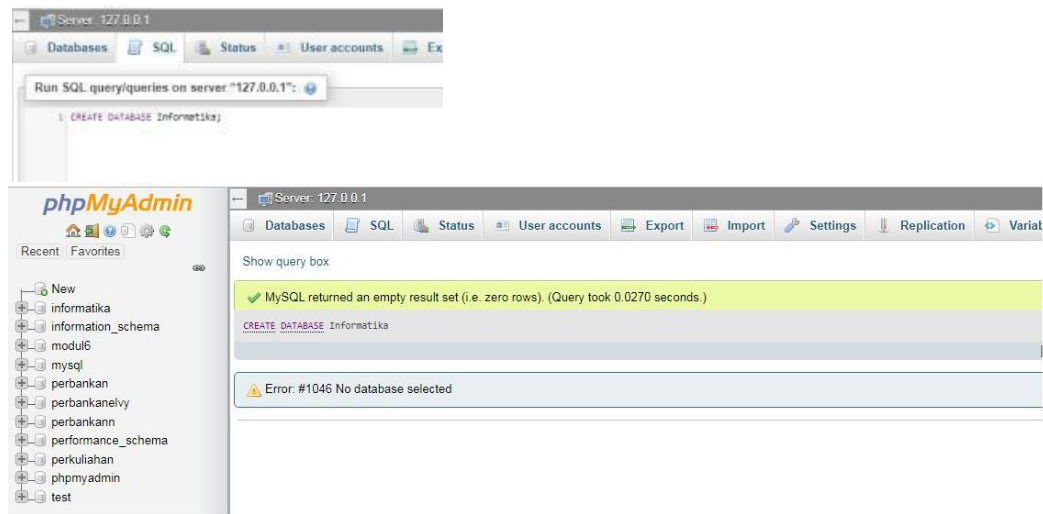 Server: 127.0.0.1
Databases SQL Status User accounts Ex
Run SQL query/queries on server "127.0.0.1":
1 CREATE DATABASE Informetika;
phpMyAdmin
Recent Favorites
New
informatika
information_schema
modul6
mysql
perbankan
perbankanelvy
perbankann
performance_schema
perkuliahan
phpmyadmin
test
Server: 127.0.0.1
Databases SQL Status User accounts Export Import Settings Replication Variab
Show query box
MySQL returned an empty result set (i.e. zero rows). (Query took 0.0270 seconds.)
CREATE DATABASE Informatika
Error: #1046 No database selected